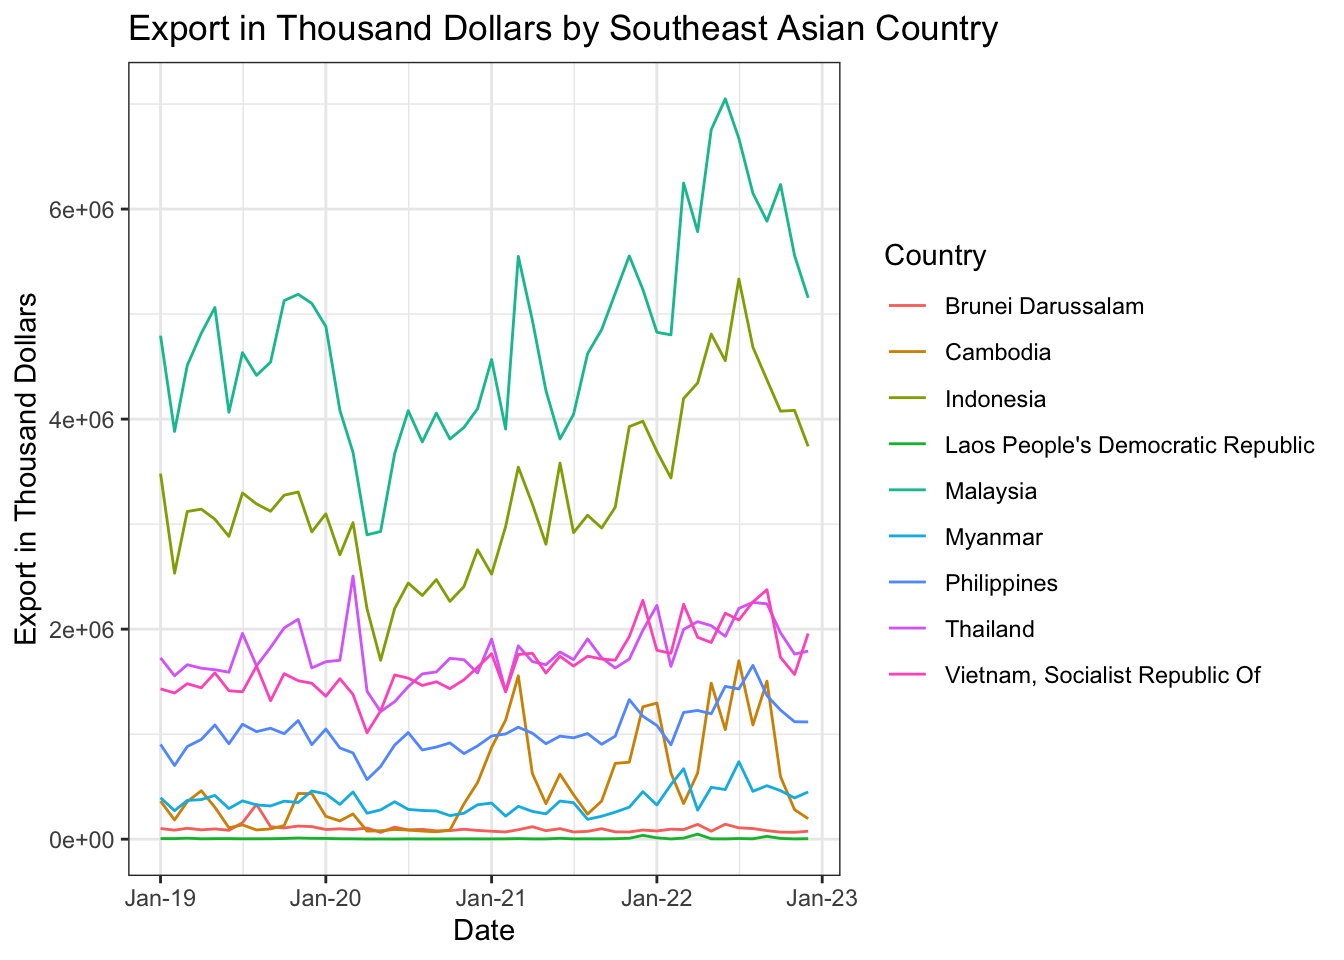 Export in Thousand Dollars by Southeast Asian Country
Export in Thousand Dollars
6e+06
4e+06
2e+06
0e+00
Jan-19
Jan-20
Jan-21
Jan-22
Jan-23
Date
Country
Brunei Darussalam
Cambodia
Indonesia
Laos People's Democratic Republic
Malaysia
Myanmar
Philippines
Thailand
Vietnam, Socialist Republic Of